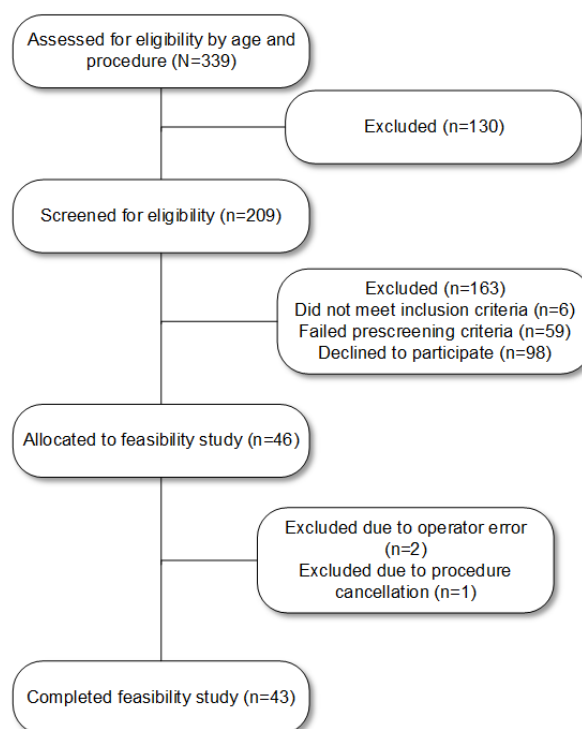 Assessed for eligibility by age and
procedure (N=339)
Excluded (n=130)
Screened for eligibility (n=209)
Excluded (n=163)
Did not meet inclusion criteria (n=6)
Failed prescreening criteria (n=59)
Declined to participate (n=98)
Allocated to feasibility study (n=46)
Excluded due to operator error
(n=2)
Excluded due to procedure
cancellation (n=1)
Completed feasibility study (n=43)